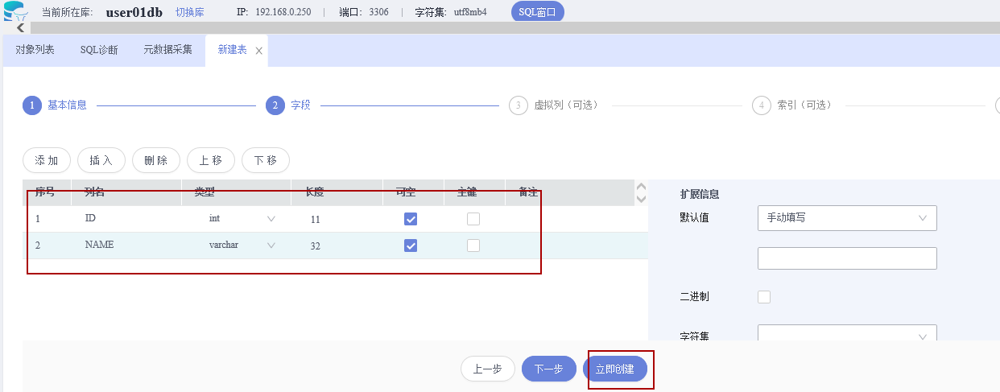 当前所在库: user01db 切换库 IP: 192.168.0.250 | 端口: 3306 | 字符集: utf8mb4 SQL窗口
对象列表 SQL诊断 元数据采集 新建表 ×
1 基本信息 2 字段 3 虚拟列（可选） 4 索引（可选）
添加 插入 删除 上移 下移
序号 列名 类型 长度 可空 主键 备注
1 ID int 11
2 NAME varchar 32
扩展信息
默认值 手动填写
二进制
字符集
上一步 下一步 立即创建